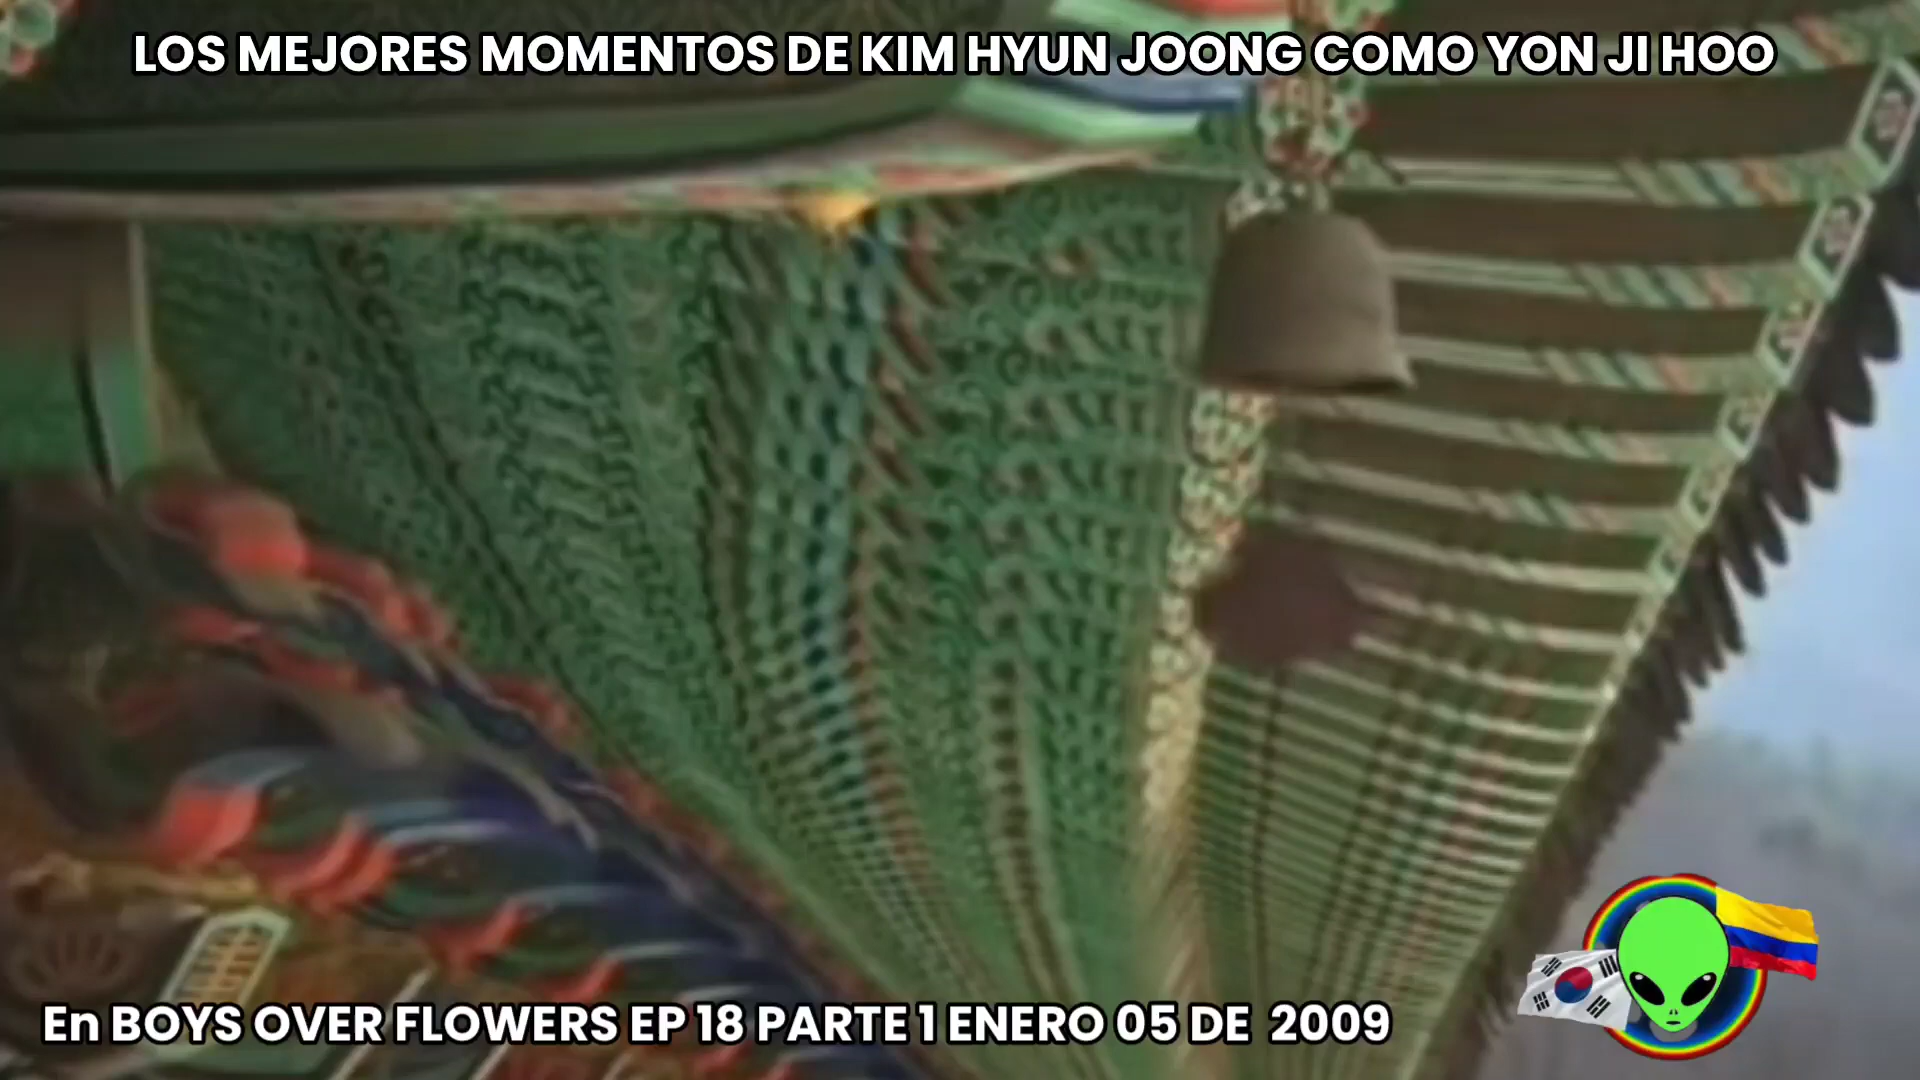 LOS MEJORES MOMENTOS DE KIM HYUN JOONG COMO YON JI HOO
En BOYS OVER FLOWERS EP 18 PARTE 1 ENERO 05 DE 2009